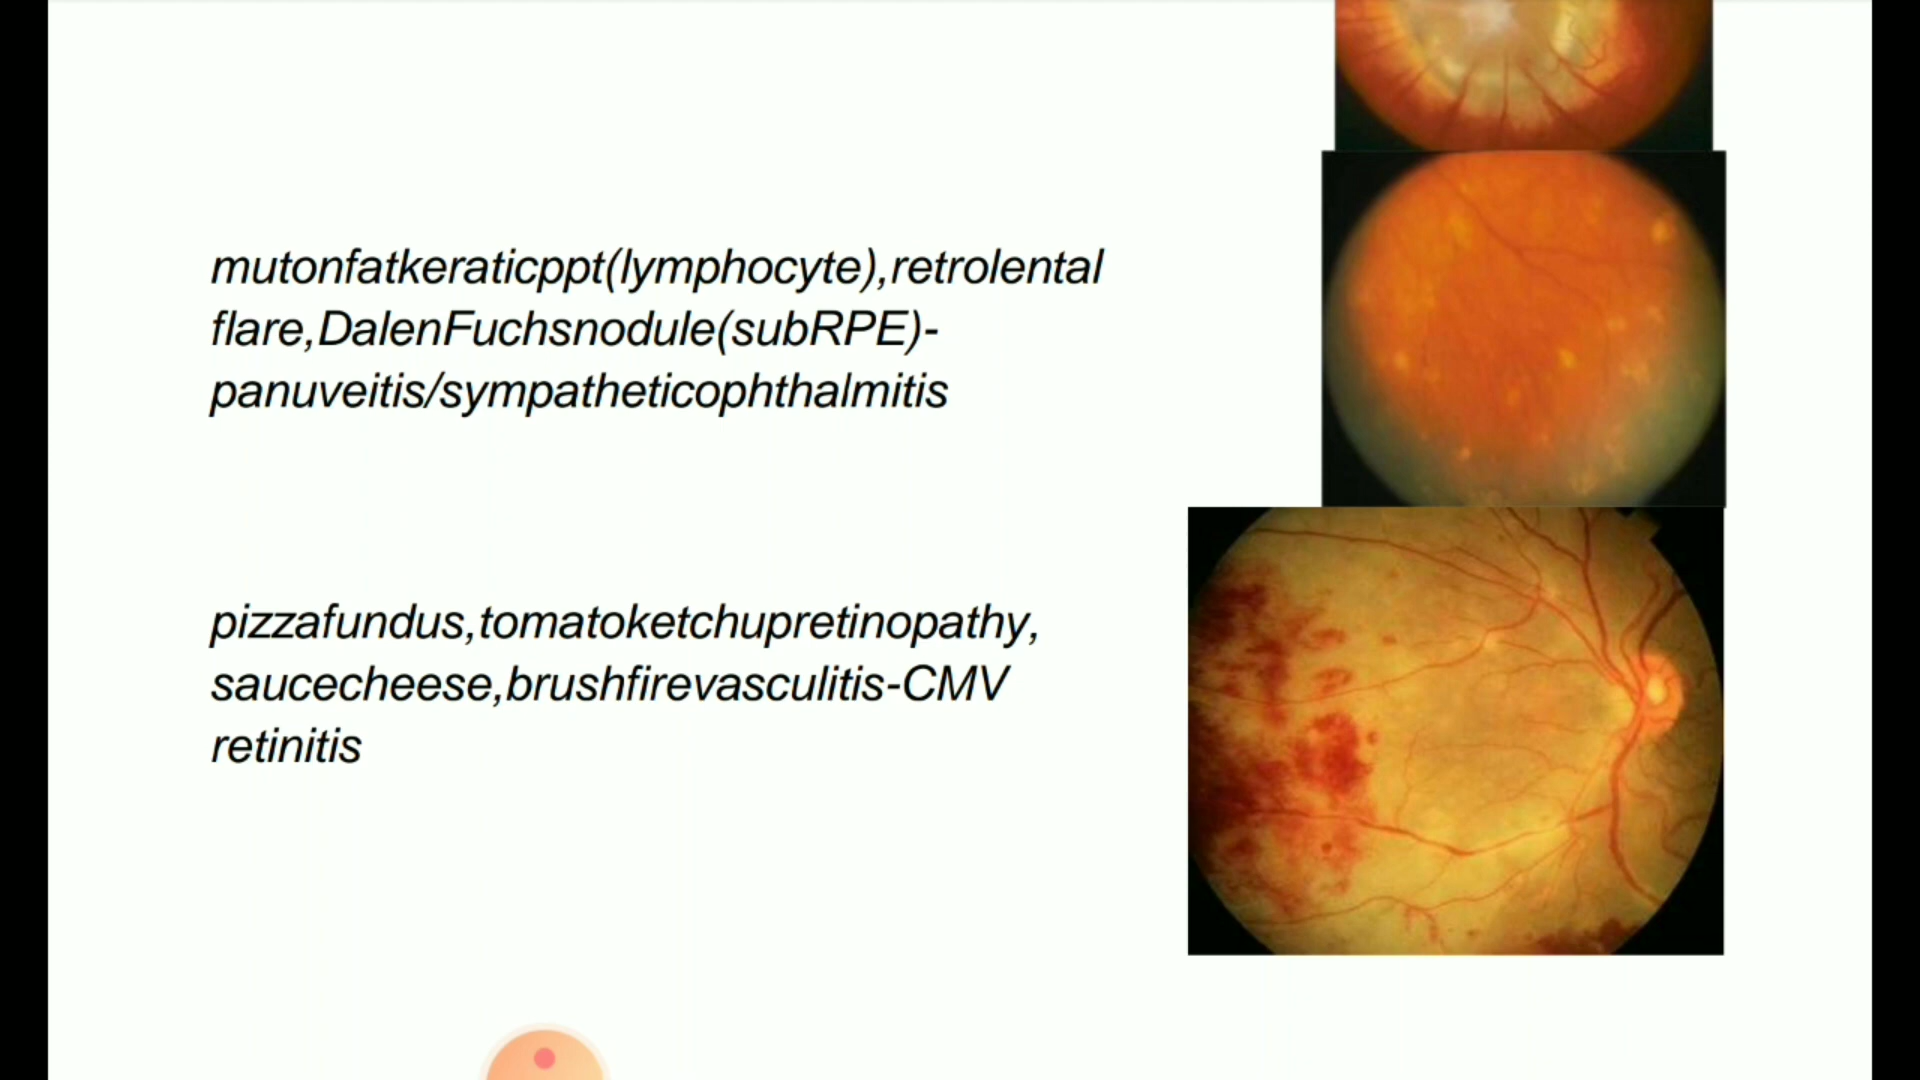 mutonfatkeraticppt(lymphocyte),retrolental
flare,DalenFuchsnodule(subRPE)-
panuveitis/sympatheticophthalmitis
pizzafundus,tomatoketchupretinopathy,
saucecheese,brushfirevasculitis-CMV
retinitis